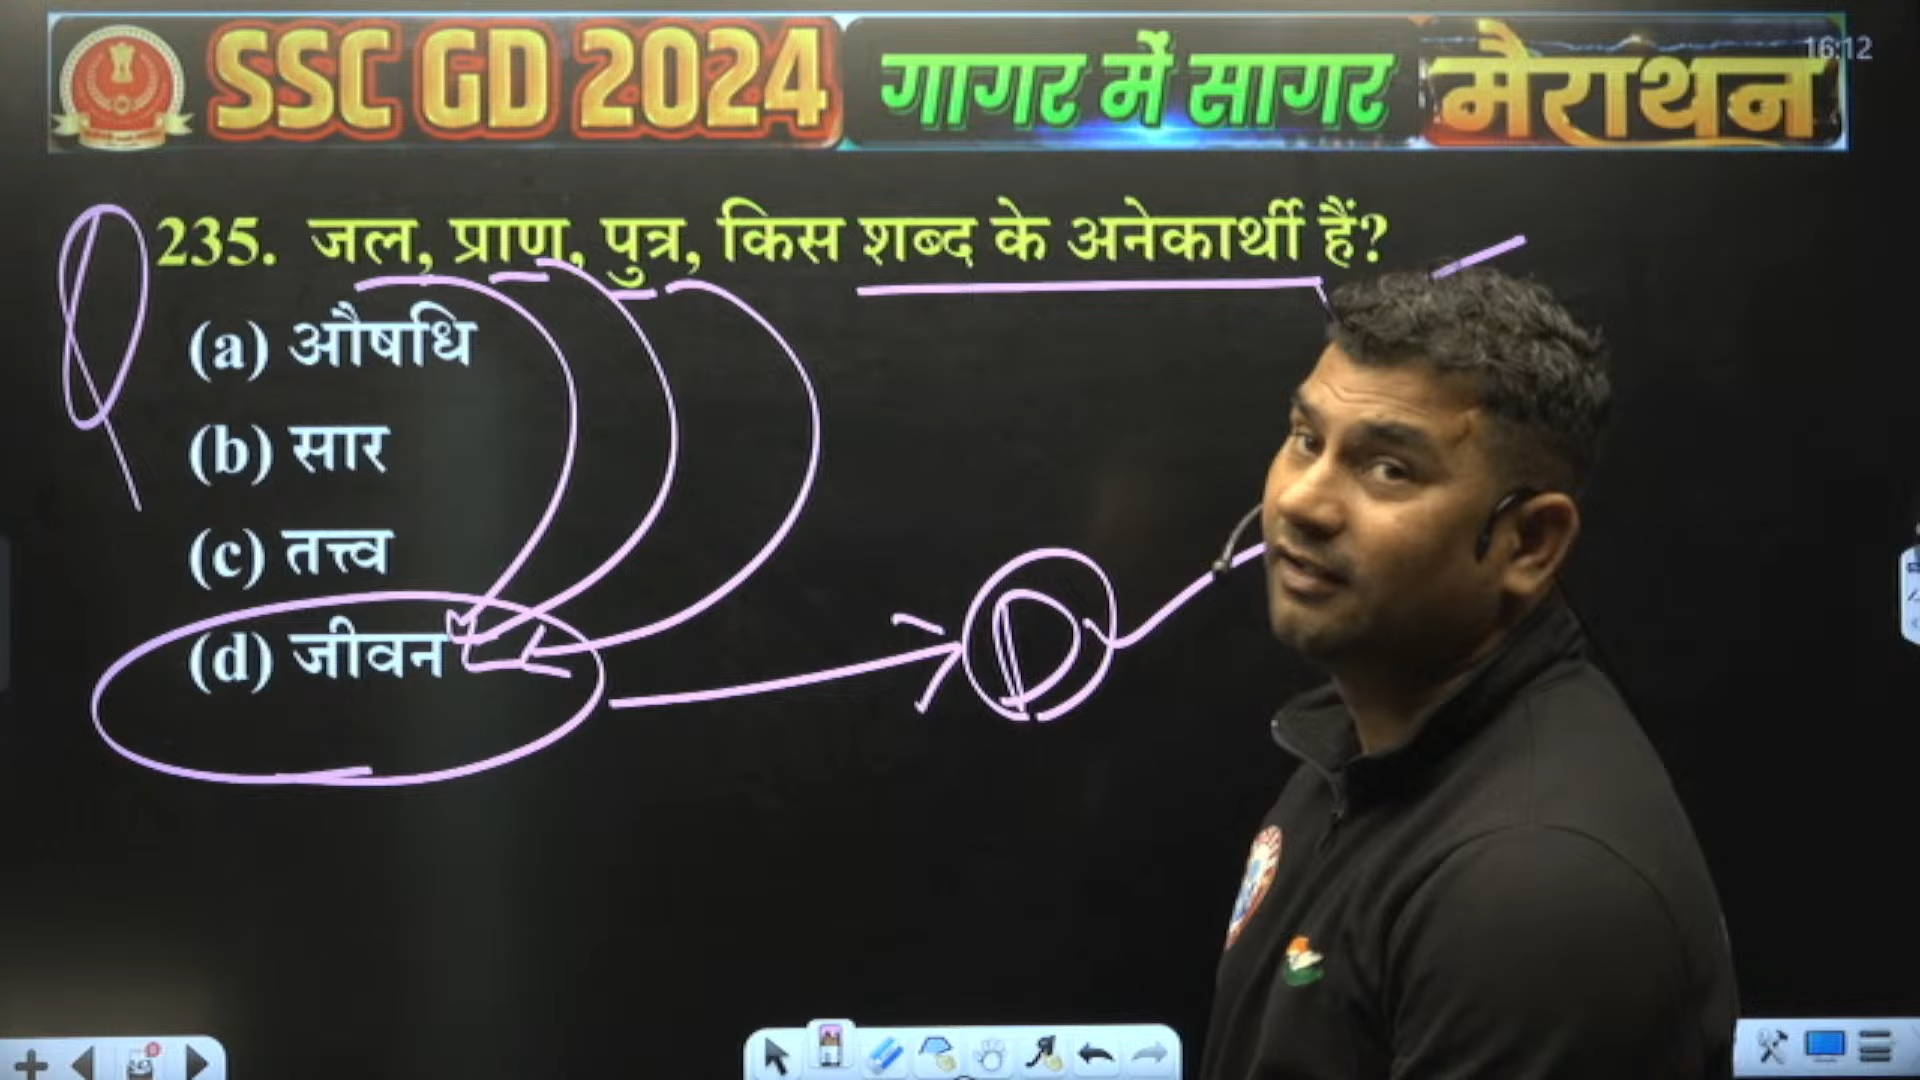 SSC GD 2024 गागर में सागर मैराथन
16:12
235. जल, प्राण, पुत्र, किस शब्द के अनेकार्थी हैं?
(a) औषधि
(b) सार
(c) तत्त्व
(d) जीवन
D